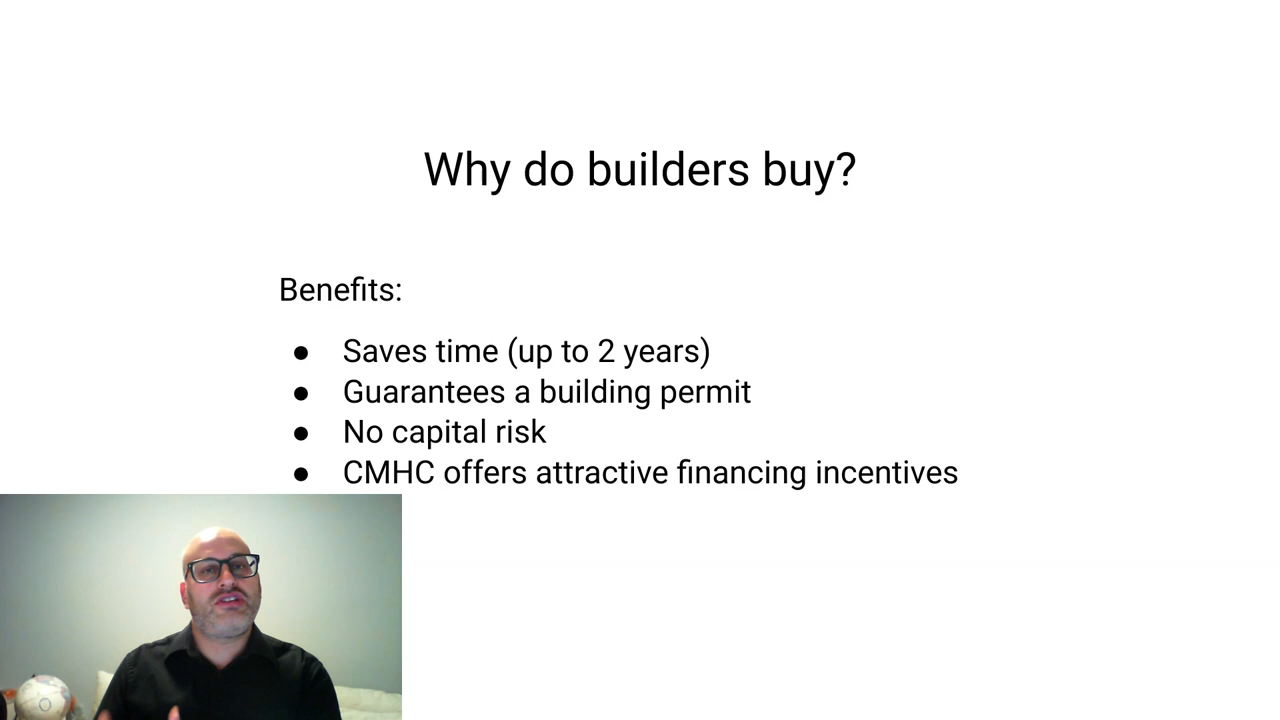 Why do builders buy?
Benefits:
● Saves time (up to 2 years)
● Guarantees a building permit
● No capital risk
● CMHC offers attractive financing incentives